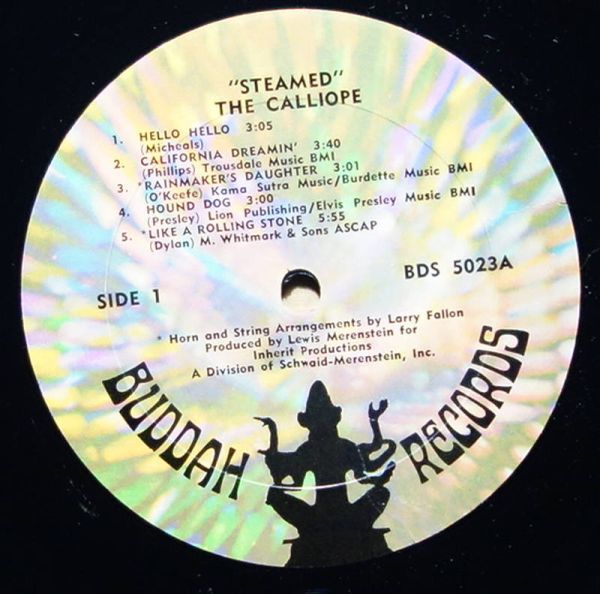 "STEAMED"
THE CALLIOPE
1. HELLO HELLO 3:05
(Micheals)
2. CALIFORNIA DREAMIN' 3:40
(Phillips) Trousdale Music BMI
3. *RAINMAKER'S DAUGHTER 3:01
(O'Keefe) Kama Sutra Music/Burdette Music BMI
4. HOUND DOG 3:00
(Presley) Lion Publishing/Elvis Presley Music BMI
5. *LIKE A ROLLING STONE 5:55
(Dylan) M. Whitmark & Sons ASCAP
SIDE 1
BDS 5023A
* Horn and String Arrangements by Larry Fallon
Produced by Lewis Merenstein for
Inherit Productions
A Division of Schwaid-Merenstein, Inc.
BUDDAH RECORDS